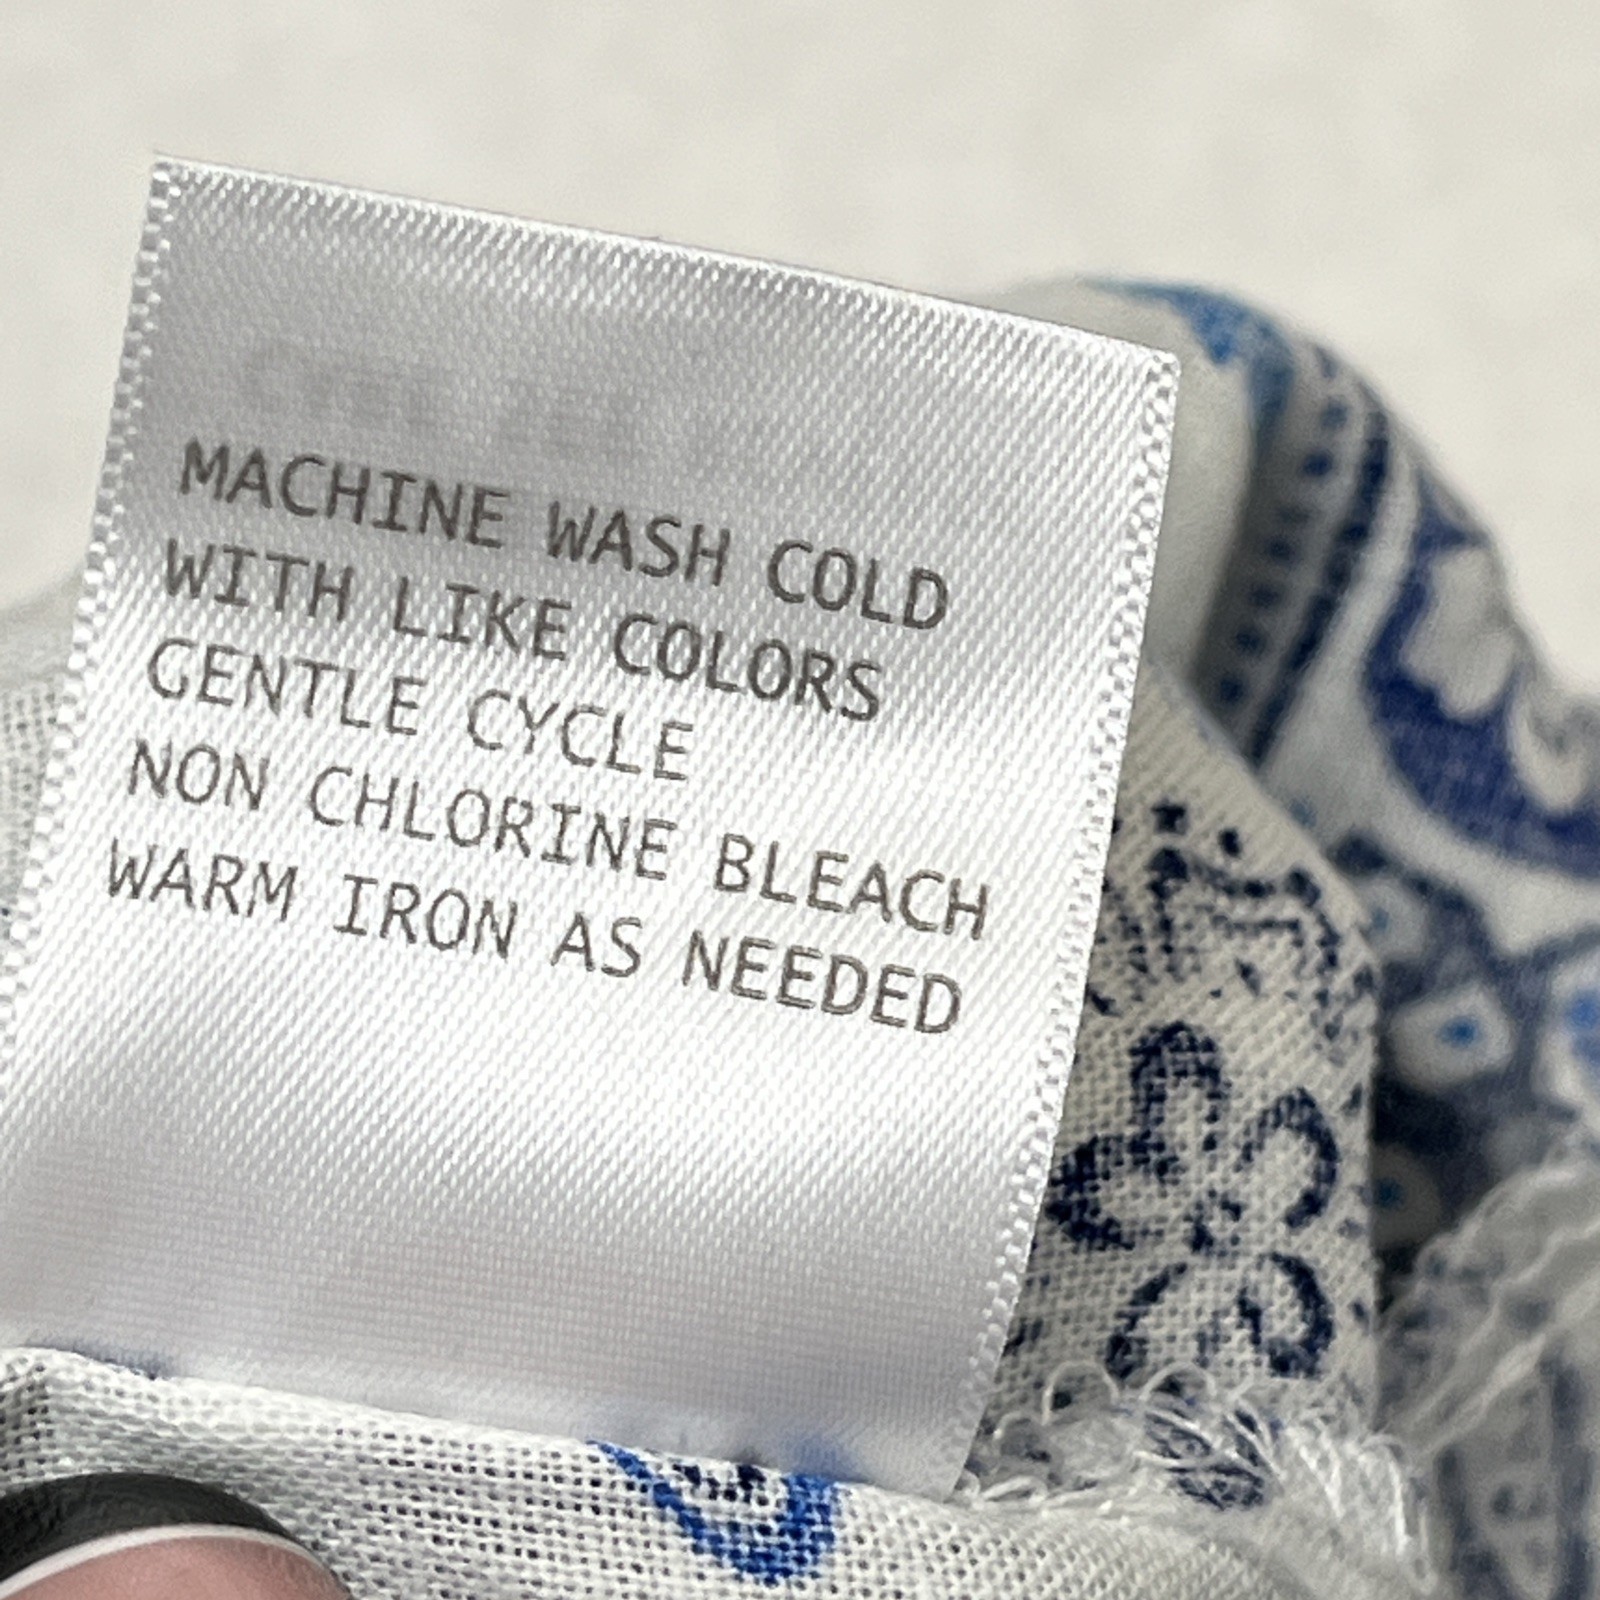 MACHINE WASH COLD
WITH LIKE COLORS
GENTLE CYCLE
NON CHLORINE BLEACH
WARM IRON AS NEEDED